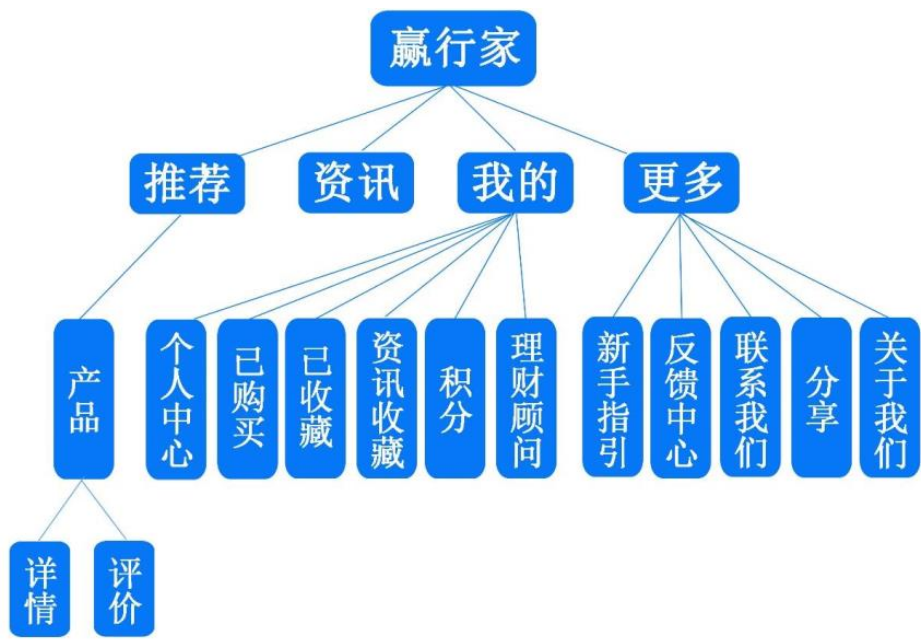 赢行家
推荐
资讯
我的
更多
产品
个人中心
已购买
已收藏
资讯收藏
积分
理财顾问
新手指引
反馈中心
联系我们
分享
关于我们
详情
评价